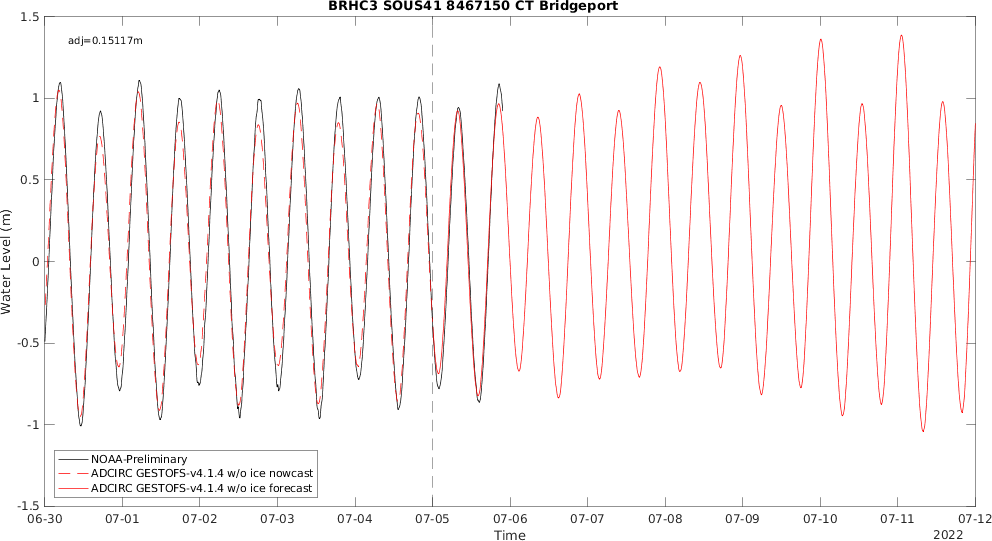 BRHC3 SOUS41 8467150 CT Bridgeport
adj=0.15117m
1.5
1
0.5
0
-0.5
-1
-1.5
Water Level (m)
NOAA-Preliminary
ADCIRC GESTOFS-v4.1.4 w/o ice nowcast
ADCIRC GESTOFS-v4.1.4 w/o ice forecast
06-30 07-01 07-02 07-03 07-04 07-05 07-06 07-07 07-08 07-09 07-10 07-11 07-12
Time
2022